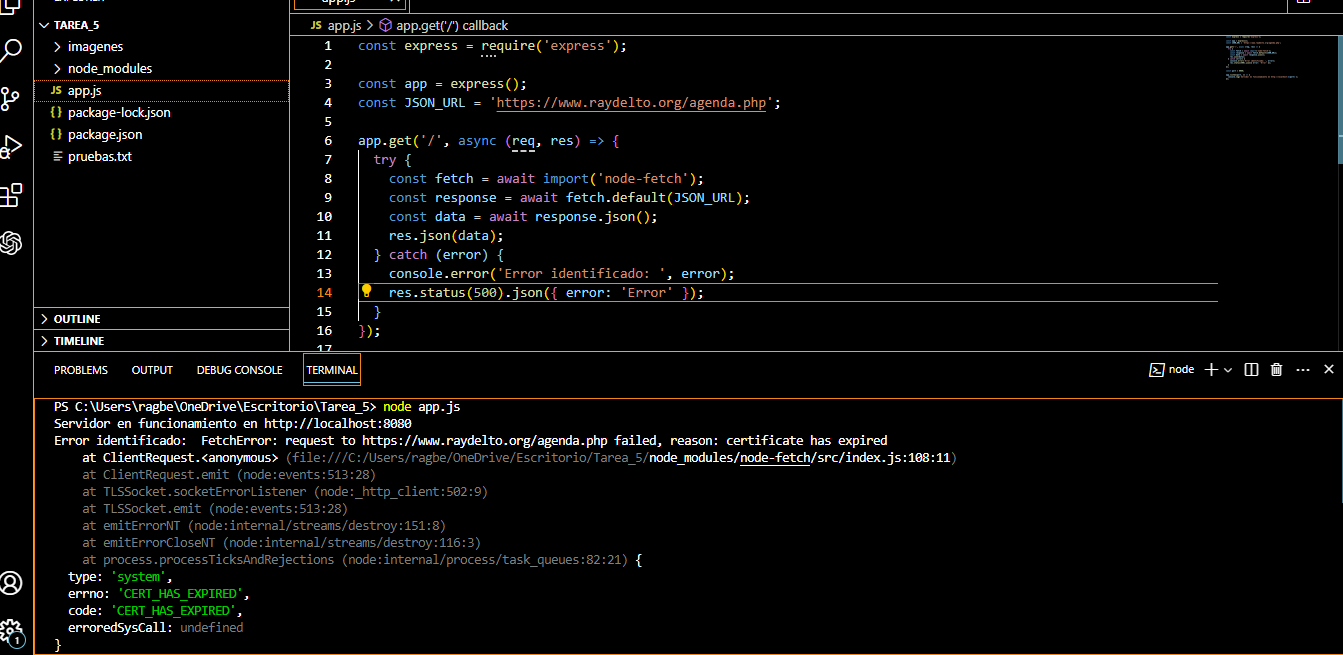 TAREA_5
imagenes
node_modules
JS app.js
{} package-lock.json
{} package.json
pruebas.txt
OUTLINE
TIMELINE
JS app.js > app.get('/') callback
1 const express = require('express');
2
3 const app = express();
4 const JSON_URL = 'https://www.raydelto.org/agenda.php';
5
6 app.get('/', async (req, res) => {
7 try {
8 const fetch = await import('node-fetch');
9 const response = await fetch.default(JSON_URL);
10 const data = await response.json();
11 res.json(data);
12 } catch (error) {
13 console.error('Error identificado: ', error);
14 res.status(500).json({ error: 'Error' });
15 }
16 });
17
PROBLEMS OUTPUT DEBUG CONSOLE TERMINAL
node
PS C:\Users\ragbe\OneDrive\Escritorio\Tarea_5> node app.js
Servidor en funcionamiento en http://localhost:8080
Error identificado:  FetchError: request to https://www.raydelto.org/agenda.php failed, reason: certificate has expired
at ClientRequest.<anonymous> (file:///C:/Users/ragbe/OneDrive/Escritorio/Tarea_5/node_modules/node-fetch/src/index.js:108:11)
at ClientRequest.emit (node:events:513:28)
at TLSSocket.socketErrorListener (node:_http_client:502:9)
at TLSSocket.emit (node:events:513:28)
at emitErrorNT (node:internal/streams/destroy:151:8)
at emitErrorCloseNT (node:internal/streams/destroy:116:3)
at process.processTicksAndRejections (node:internal/process/task_queues:82:21) {
type: 'system',
errno: 'CERT_HAS_EXPIRED',
code: 'CERT_HAS_EXPIRED',
erroredSysCall: undefined
}
1